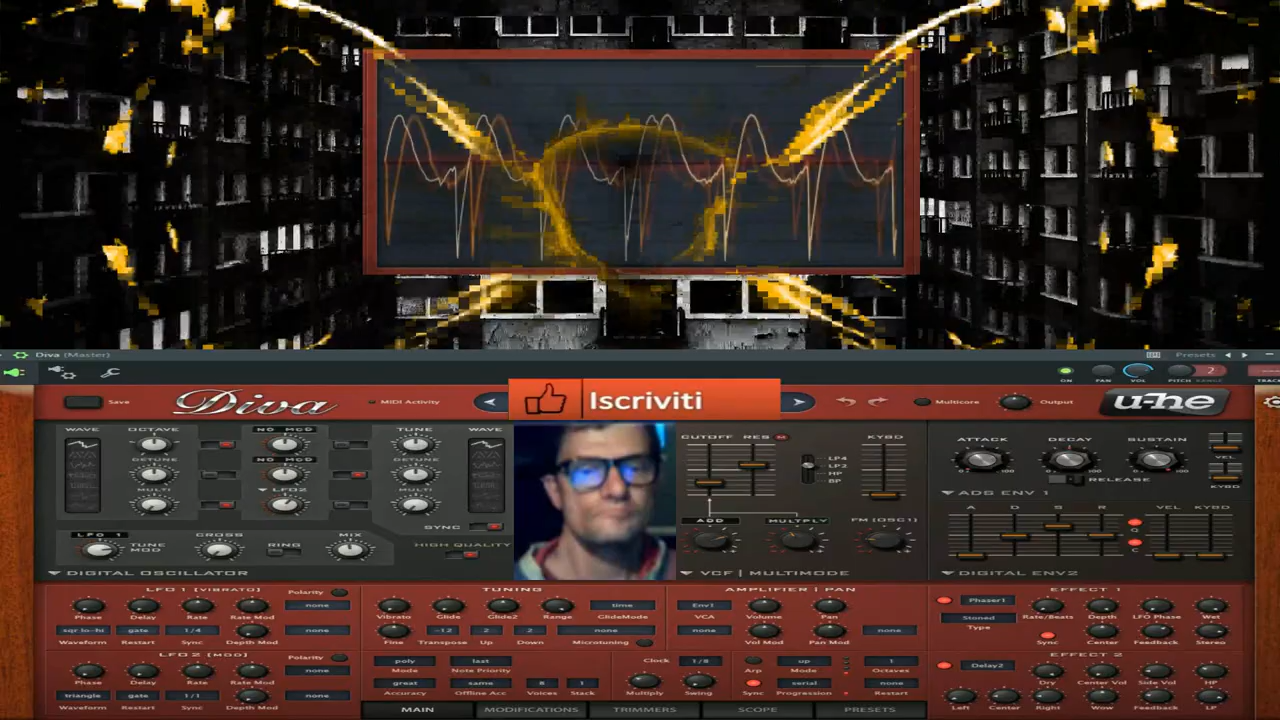 Diva (Master) Presets
ON PAN VOL PITCH RANGE 2 TRACK
Save Diva MIDI Activity Iscriviti Multicore Output u-he
WAVE OCTAVE NO MOD TUNE WAVE
DETUNE NO MOD DETUNE
MULTI LFO2 MULTI
SYNC
LFO 1 TUNE MOD CROSS RING MIX HIGH QUALITY
DIGITAL OSCILLATOR
CUTOFF RES M KYBD
LP4
LP2
HP
BP
ADD MULTPLY FM (OSC1)
VCF | MULTIMODE
ATTACK DECAY SUSTAIN VEL
RELEASE KYBD
ADS ENV 1
A D S R VEL KYBD
Q
C
DIGITAL ENV2
LFO 1 (VIBRATO) Polarity
none
Phase Delay Rate Rate Mod
sqr lo-hi gate 1/4 none
Waveform Restart Sync Depth Mod
LFO 2 (MOD) Polarity
none
Phase Delay Rate Rate Mod
triangle gate 1/1 none
Waveform Restart Sync Depth Mod
TUNING
time
Vibrato Glide Glide2 Range GlideMode
-12 2 2 none
Fine Transpose Up Down Microtuning
poly last
Mode Note Priority
great same 8 1
Accuracy Offline Acc Voices Stack
AMPLIFIER | PAN
Env1
VCA Volume Pan
none none
Vol Mod Pan Mod
Clock 1/8 Arp up 1
Mode Octaves
serial none
Multiply Swing Sync Progression Restart
EFFECT 1
Phaser1
Stoned Rate/Beats Depth LFO Phase Wet
Type
Sync Center Feedback Stereo
EFFECT 2
Delay2
Dry Center Vol Side Vol HP
Left Center Right Wow Feedback LP
MAIN MODIFICATIONS TRIMMERS SCOPE PRESETS